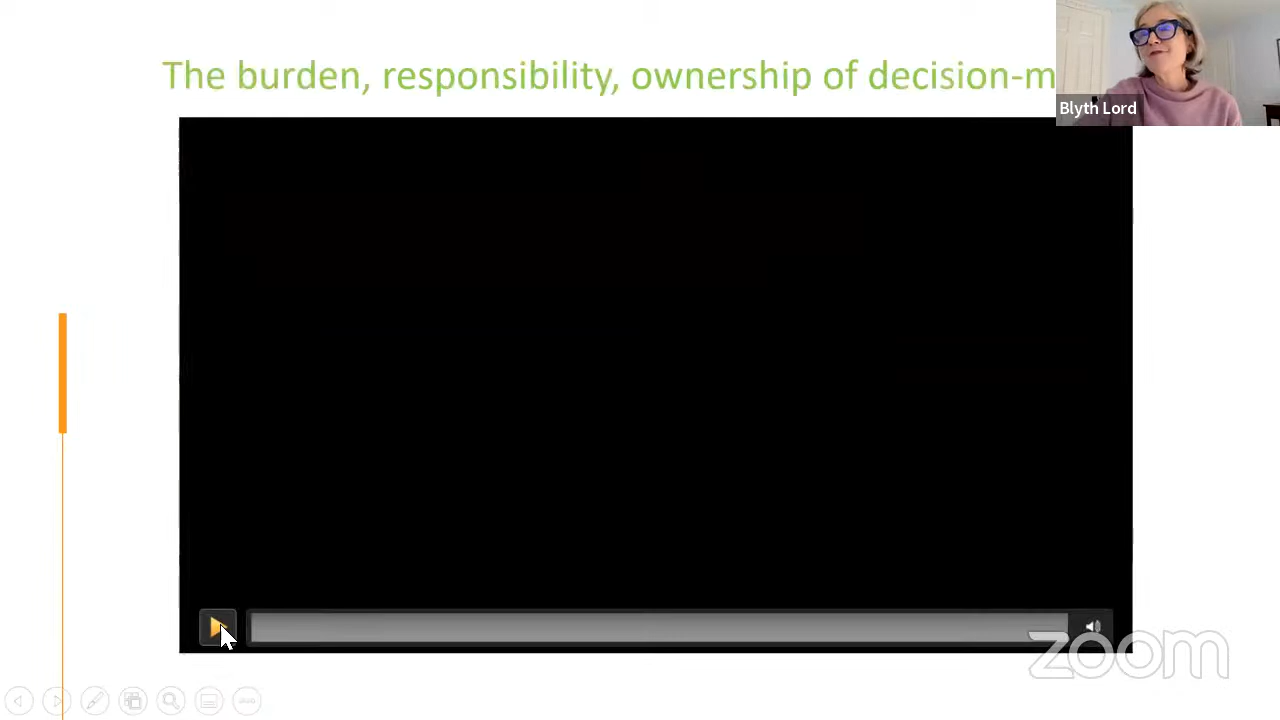 The burden, responsibility, ownership of decision-m
Blyth Lord
zoom